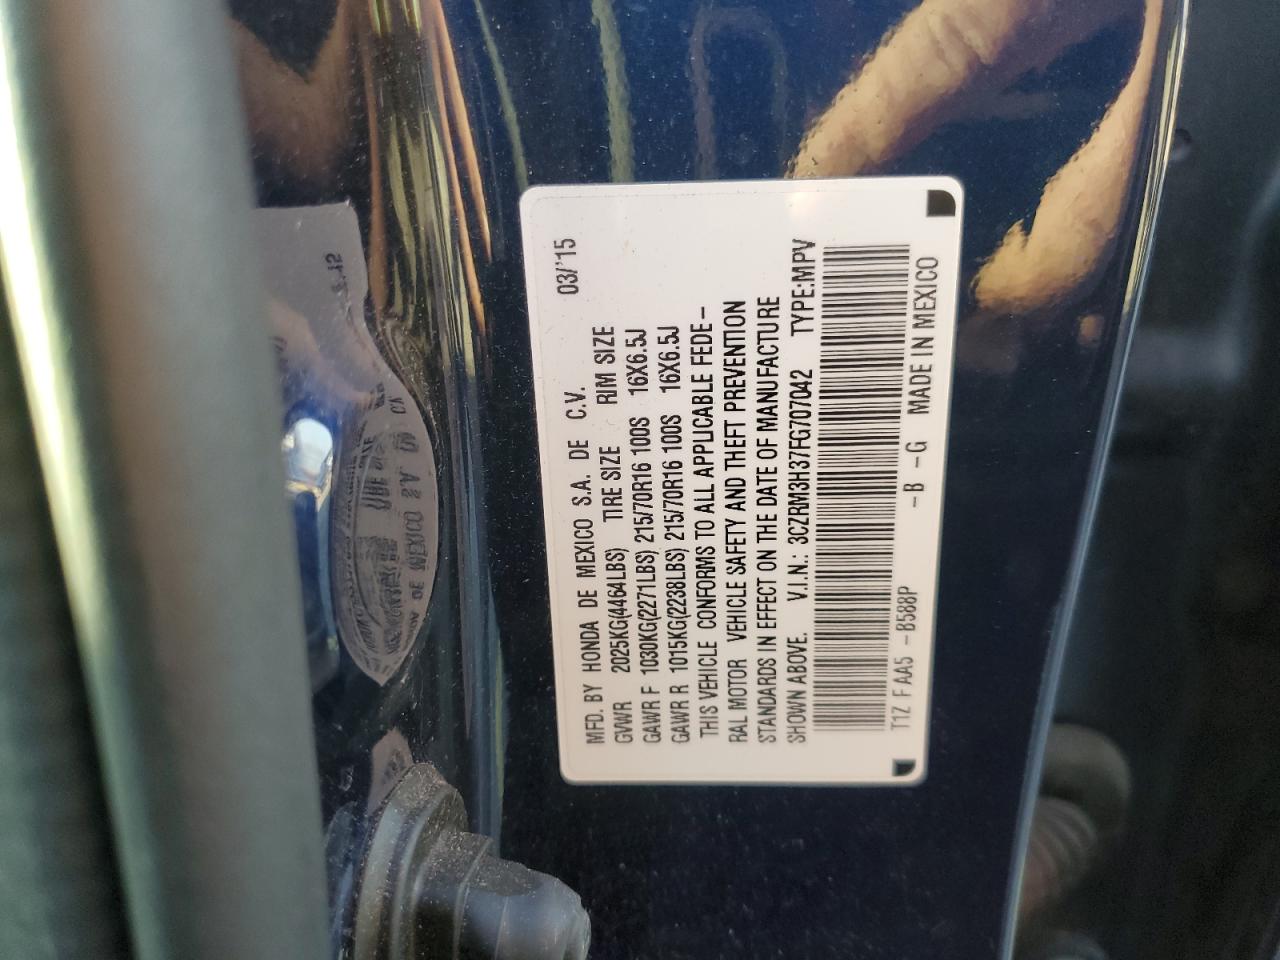 03/'15
MFD. BY HONDA DE MEXICO S.A. DE C.V.
GVWR 2025KG(4464LBS) TIRE SIZE RIM SIZE
GAWR F 1030KG(2271LBS) 215/70R16 100S 16X6.5J
GAWR R 1015KG(2238LBS) 215/70R16 100S 16X6.5J
THIS VEHICLE CONFORMS TO ALL APPLICABLE FEDE-
RAL MOTOR VEHICLE SAFETY AND THEFT PREVENTION
STANDARDS IN EFFECT ON THE DATE OF MANUFACTURE
SHOWN ABOVE. V.I.N.: 3CZRM3H37FG707042 TYPE:MPV
T1Z F AA5 -B588P -B -G MADE IN MEXICO